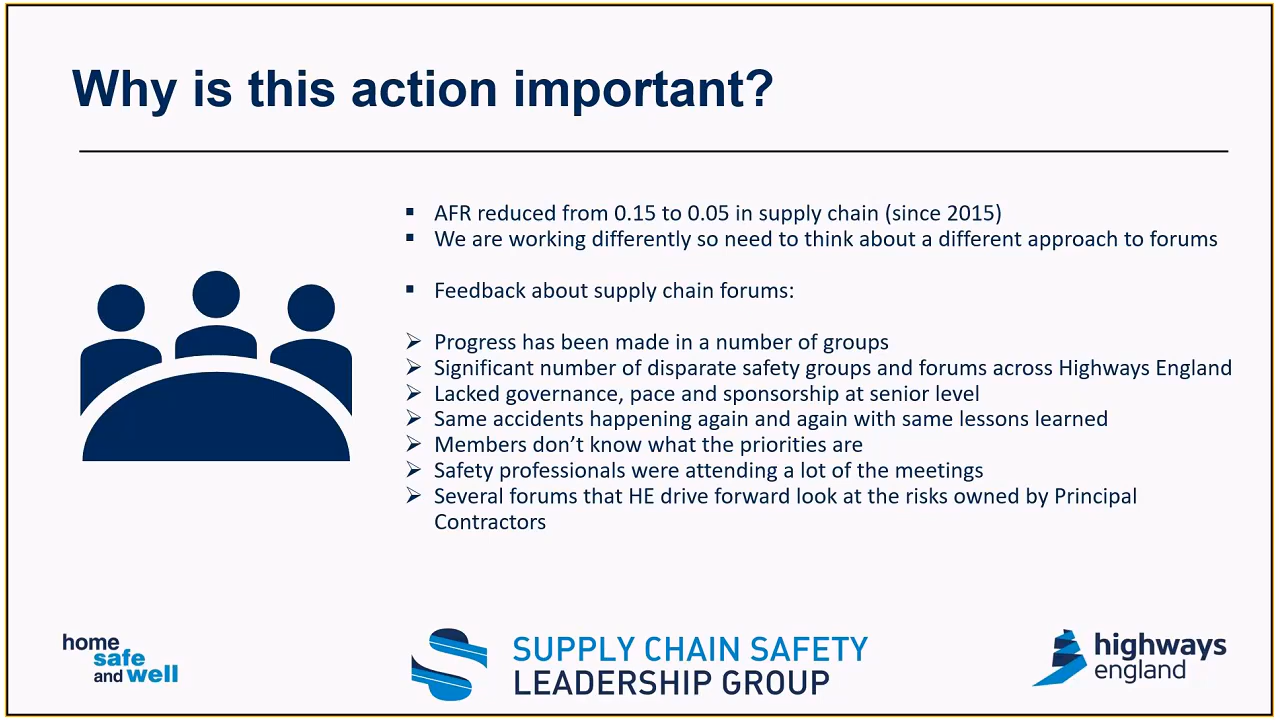 Why is this action important?
AFR reduced from 0.15 to 0.05 in supply chain (since 2015)
We are working differently so need to think about a different approach to forums
Feedback about supply chain forums:
Progress has been made in a number of groups
Significant number of disparate safety groups and forums across Highways England
Lacked governance, pace and sponsorship at senior level
Same accidents happening again and again with same lessons learned
Members don’t know what the priorities are
Safety professionals were attending a lot of the meetings
Several forums that HE drive forward look at the risks owned by Principal
Contractors
home
safe
and well
SUPPLY CHAIN SAFETY
LEADERSHIP GROUP
highways
england